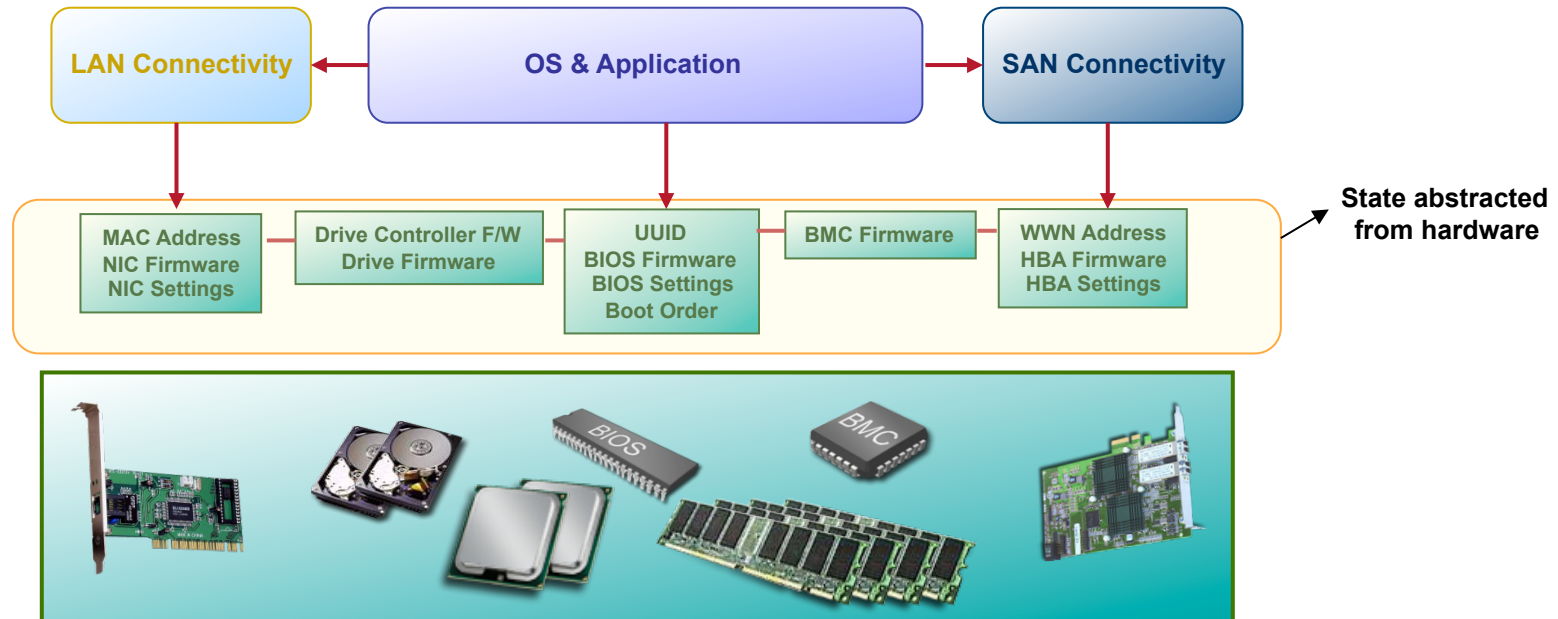 LAN Connectivity
OS & Application
SAN Connectivity
State abstracted
from hardware
MAC Address
NIC Firmware
NIC Settings
Drive Controller F/W
Drive Firmware
UUID
BIOS Firmware
BIOS Settings
Boot Order
BMC Firmware
WWN Address
HBA Firmware
HBA Settings
BIOS
BMC